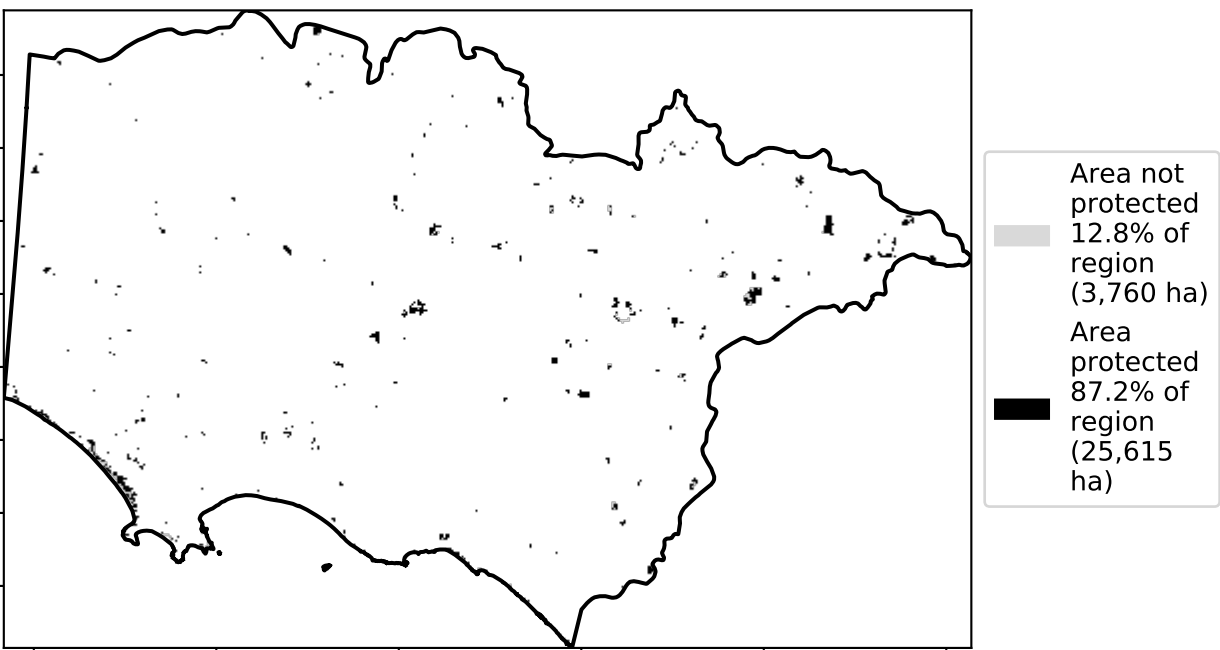 Area not
protected
12.8% of
region
(3,760 ha)
Area
protected
87.2% of
region
(25,615
ha)